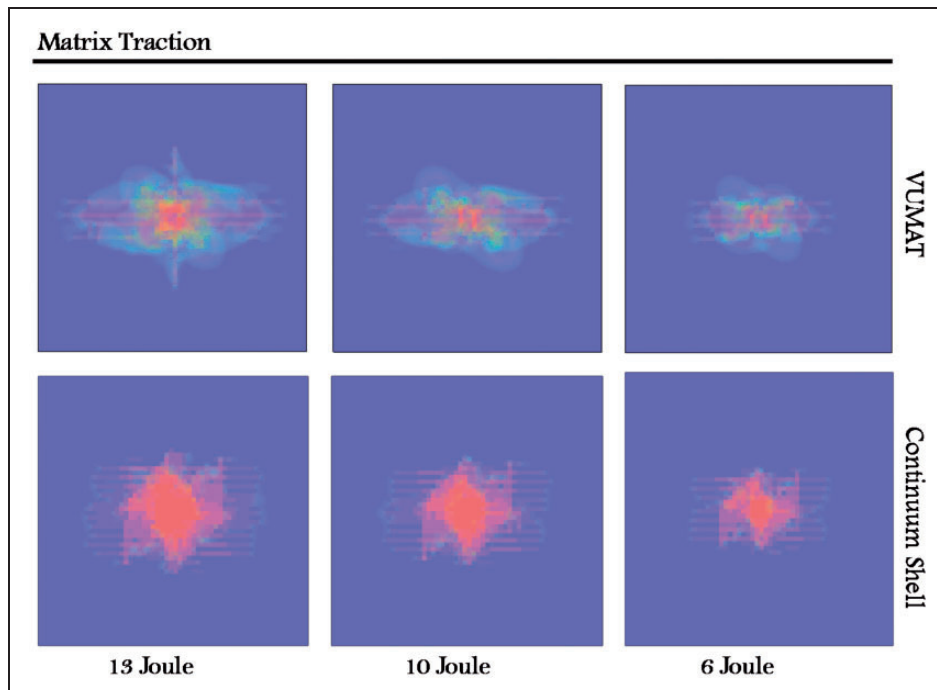 Matrix Traction
VUMAT
Continuum Shell
13 Joule
10 Joule
6 Joule